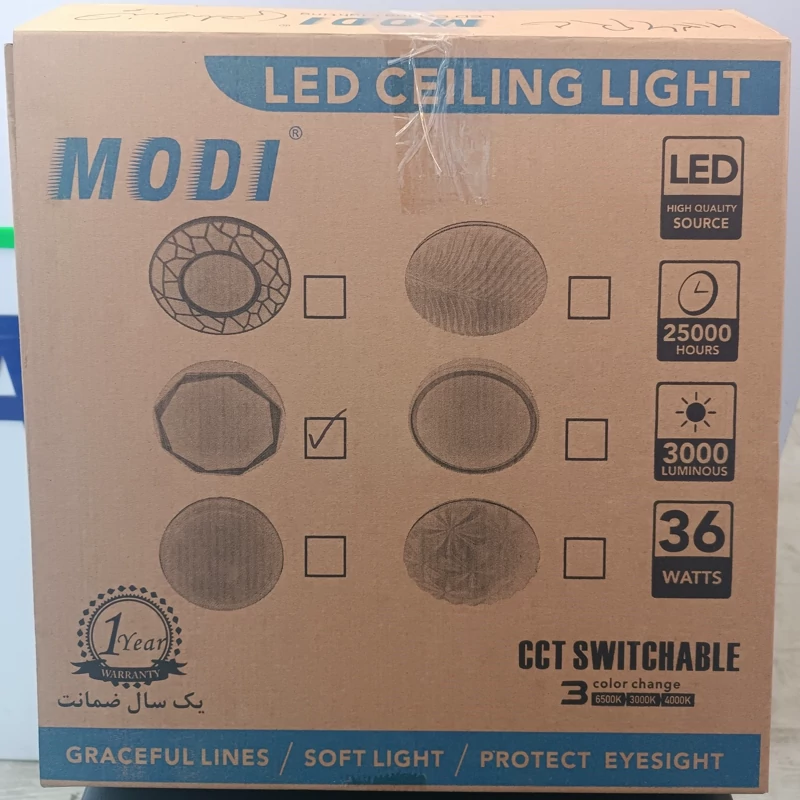 MODI
LED CEILING LIGHT
MODI®
LED
HIGH QUALITY
SOURCE
25000
HOURS
3000
LUMINOUS
36
WATTS
1 Year
WARRANTY
یک سال ضمانت
CCT SWITCHABLE
3 color change
6500K 3000K 4000K
GRACEFUL LINES / SOFT LIGHT / PROTECT EYESIGHT